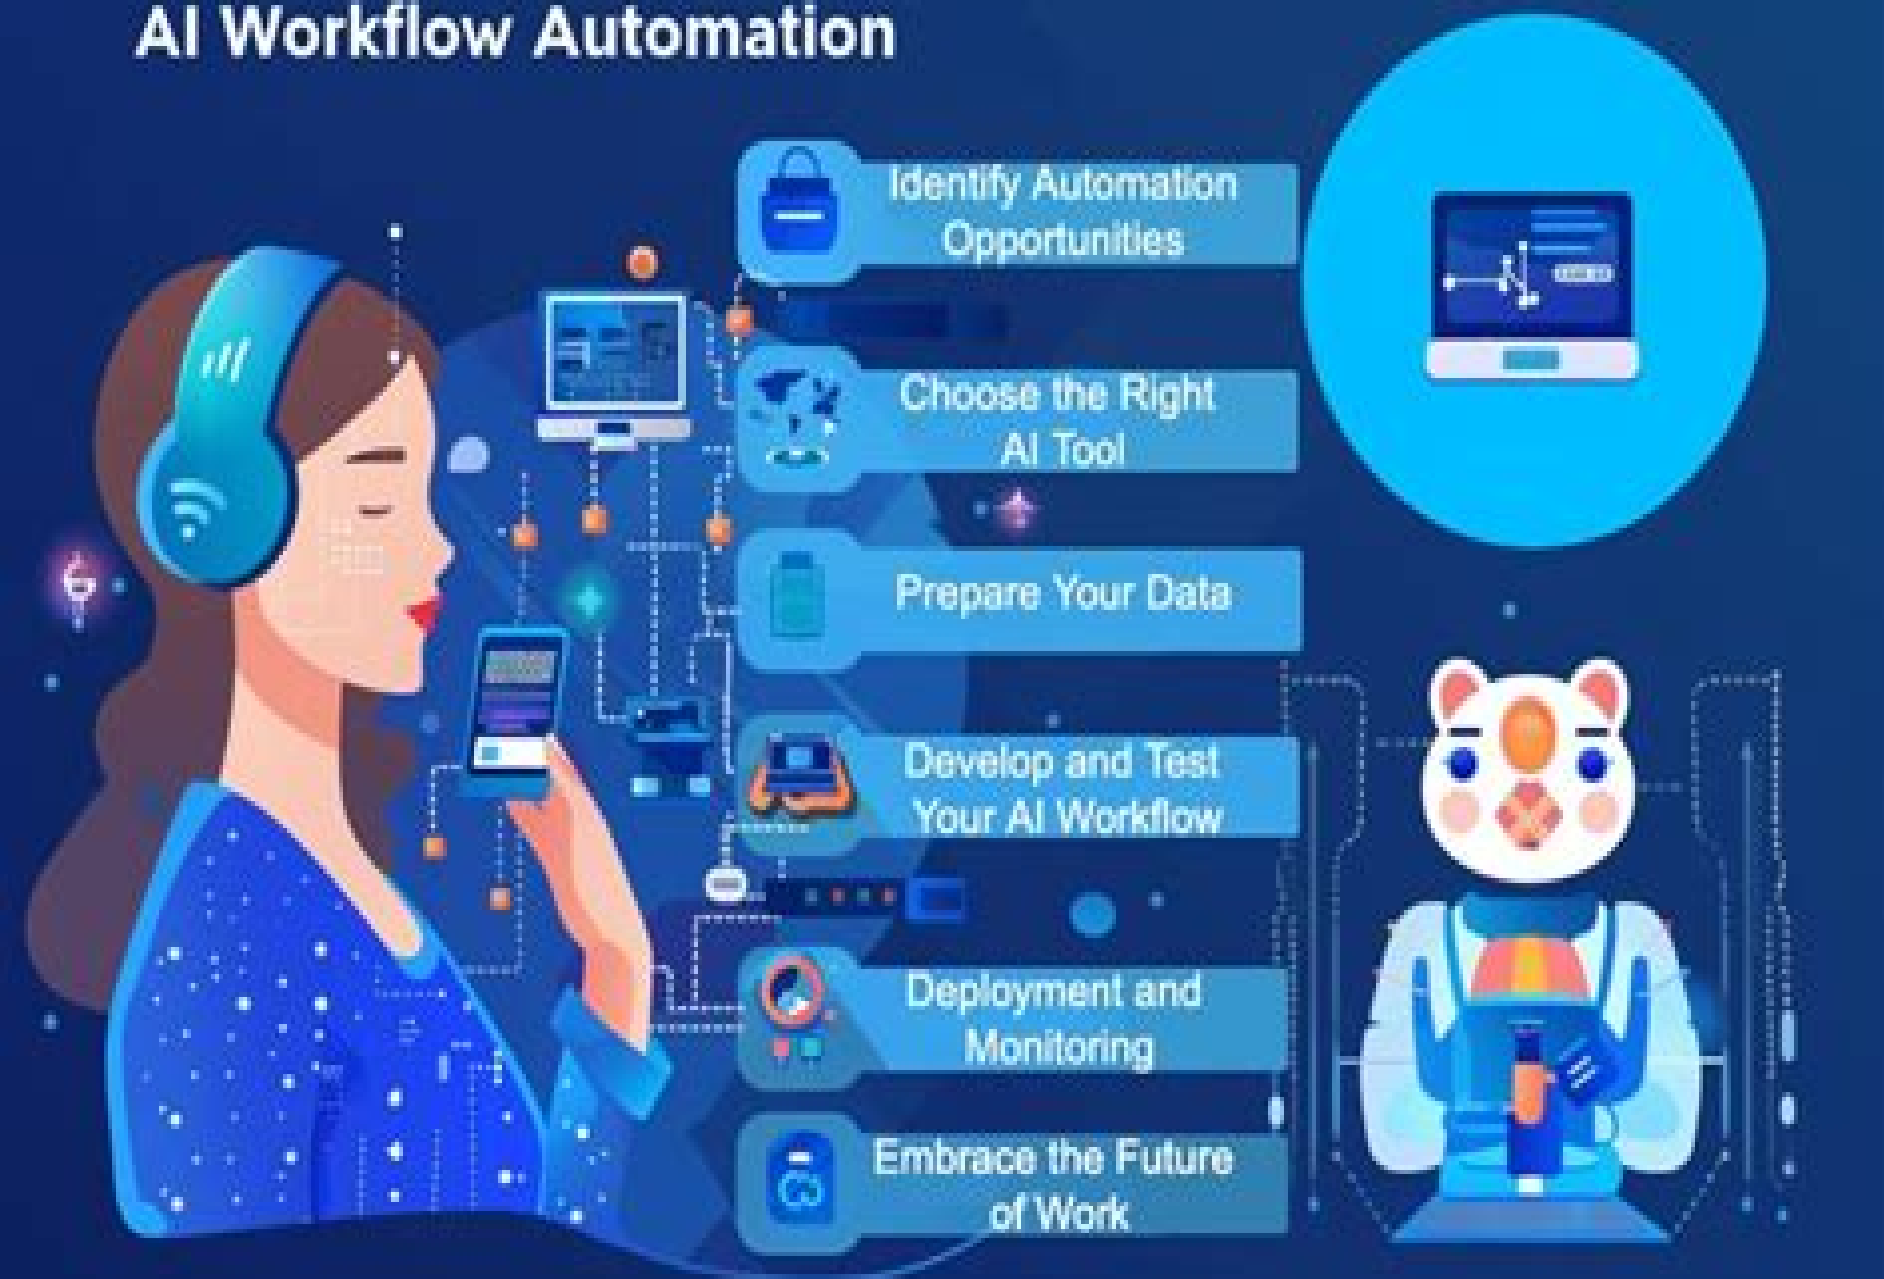 AI Workflow Automation
Identify Automation
Opportunities
Choose the Right
AI Tool
Prepare Your Data
Develop and Test
Your AI Workflow
Deployment and
Monitoring
Embrace the Future
of Work